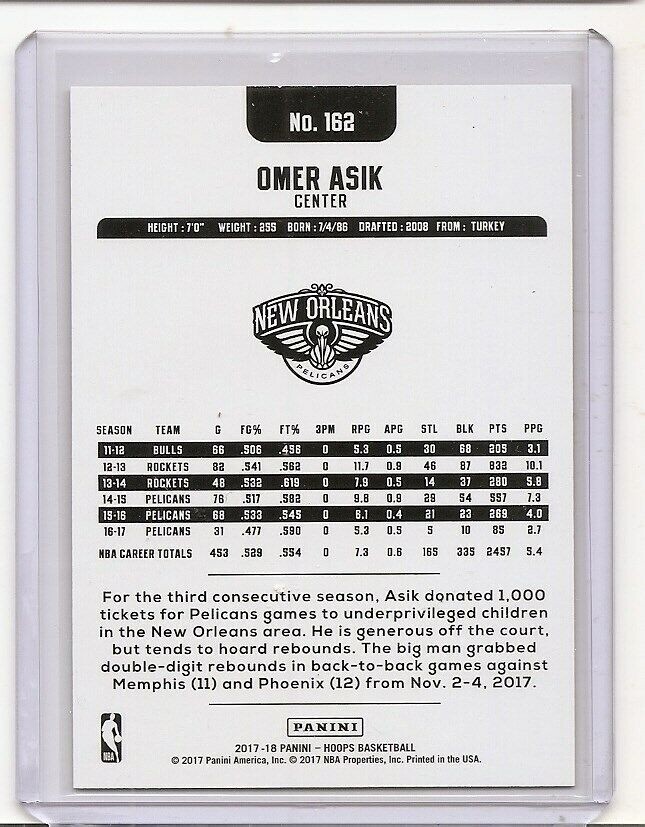 No. 162
OMER ASIK
CENTER
HEIGHT : 7'0" WEIGHT : 255 BORN : 7/4/86 DRAFTED : 2008 FROM : TURKEY
NEW ORLEANS
PELICANS
SEASON TEAM G FG% FT% 3PM RPG APG STL BLK PTS PPG
11-12 BULLS 66 .506 .456 0 5.3 0.5 30 68 205 3.1
12-13 ROCKETS 82 .541 .562 0 11.7 0.9 46 87 832 10.1
13-14 ROCKETS 48 .532 .619 0 7.9 0.5 14 37 280 5.8
14-15 PELICANS 76 .517 .582 0 9.8 0.9 29 54 557 7.3
15-16 PELICANS 68 .533 .545 0 6.1 0.4 21 23 269 4.0
16-17 PELICANS 31 .477 .590 0 5.3 0.5 5 10 85 2.7
NBA CAREER TOTALS 453 .529 .554 0 7.3 0.6 165 335 2457 5.4
For the third consecutive season, Asik donated 1,000
tickets for Pelicans games to underprivileged children
in the New Orleans area. He is generous off the court,
but tends to hoard rebounds. The big man grabbed
double-digit rebounds in back-to-back games against
Memphis (11) and Phoenix (12) from Nov. 2-4, 2017.
PANINI
NBA
2017-18 PANINI – HOOPS BASKETBALL
© 2017 Panini America, Inc. © 2017 NBA Properties, Inc. Printed in the USA.